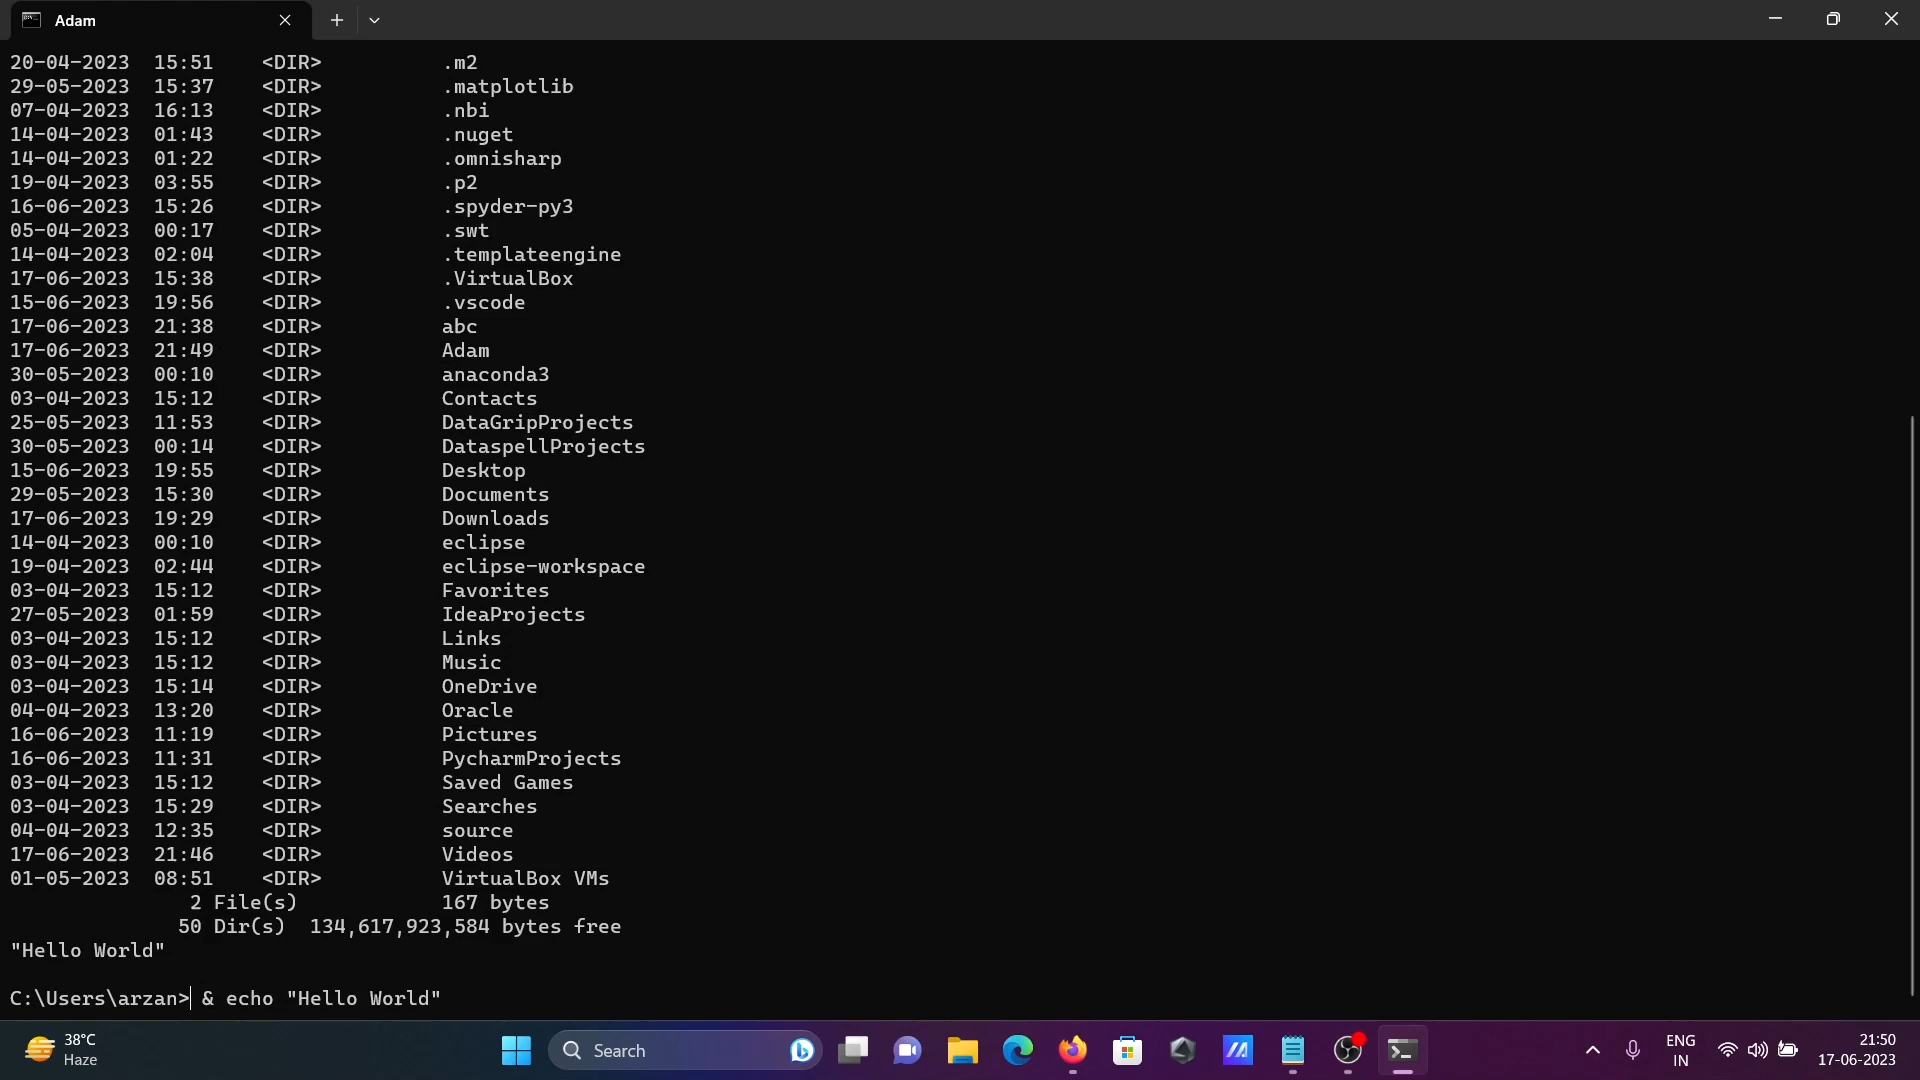 Adam
20-04-2023  15:51    <DIR>          .m2
29-05-2023  15:37    <DIR>          .matplotlib
07-04-2023  16:13    <DIR>          .nbi
14-04-2023  01:43    <DIR>          .nuget
14-04-2023  01:22    <DIR>          .omnisharp
19-04-2023  03:55    <DIR>          .p2
16-06-2023  15:26    <DIR>          .spyder-py3
05-04-2023  00:17    <DIR>          .swt
14-04-2023  02:04    <DIR>          .templateengine
17-06-2023  15:38    <DIR>          .VirtualBox
15-06-2023  19:56    <DIR>          .vscode
17-06-2023  21:38    <DIR>          abc
17-06-2023  21:49    <DIR>          Adam
30-05-2023  00:10    <DIR>          anaconda3
03-04-2023  15:12    <DIR>          Contacts
25-05-2023  11:53    <DIR>          DataGripProjects
30-05-2023  00:14    <DIR>          DataspellProjects
15-06-2023  19:55    <DIR>          Desktop
29-05-2023  15:30    <DIR>          Documents
17-06-2023  19:29    <DIR>          Downloads
14-04-2023  00:10    <DIR>          eclipse
19-04-2023  02:44    <DIR>          eclipse-workspace
03-04-2023  15:12    <DIR>          Favorites
27-05-2023  01:59    <DIR>          IdeaProjects
03-04-2023  15:12    <DIR>          Links
03-04-2023  15:12    <DIR>          Music
03-04-2023  15:14    <DIR>          OneDrive
04-04-2023  13:20    <DIR>          Oracle
16-06-2023  11:19    <DIR>          Pictures
16-06-2023  11:31    <DIR>          PycharmProjects
03-04-2023  15:12    <DIR>          Saved Games
03-04-2023  15:29    <DIR>          Searches
04-04-2023  12:35    <DIR>          source
17-06-2023  21:46    <DIR>          Videos
01-05-2023  08:51    <DIR>          VirtualBox VMs
               2 File(s)            167 bytes
              50 Dir(s)  134,617,923,584 bytes free
"Hello World"
C:\Users\arzan> & echo "Hello World"
38°C
Haze
Search
ENG
IN
21:50
17-06-2023